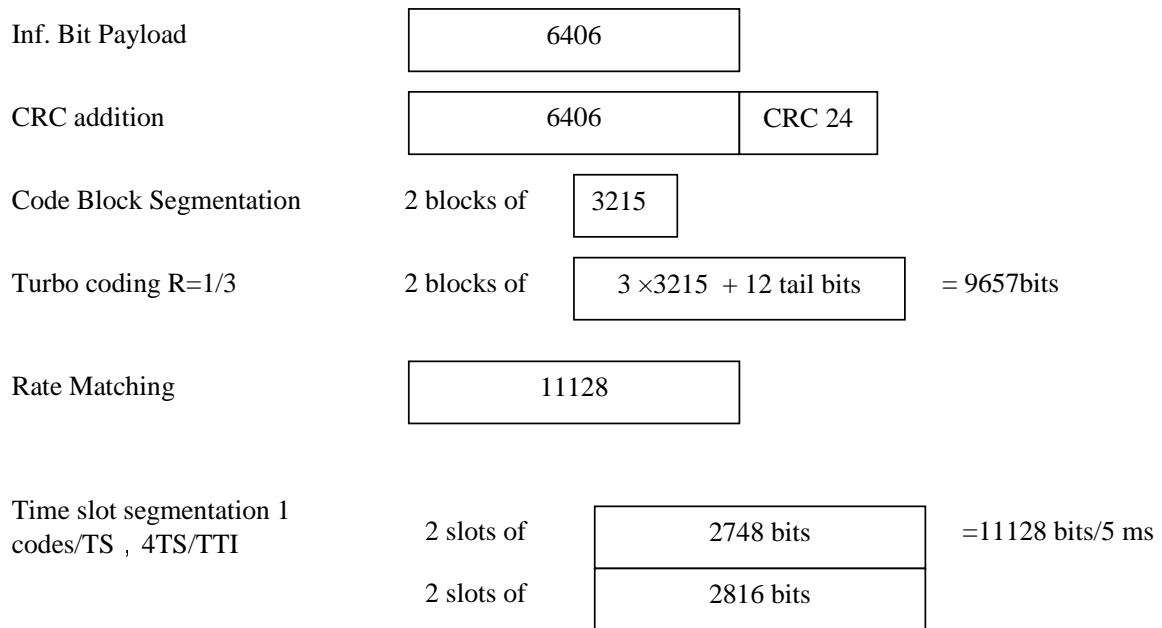 Inf. Bit Payload 6406
CRC addition 6406 CRC 24
Code Block Segmentation 2 blocks of 3215
Turbo coding R=1/3 2 blocks of 3 ×3215 + 12 tail bits = 9657bits
Rate Matching 11128
Time slot segmentation 1
codes/TS , 4TS/TTI 2 slots of 2748 bits =11128 bits/5 ms
2 slots of 2816 bits